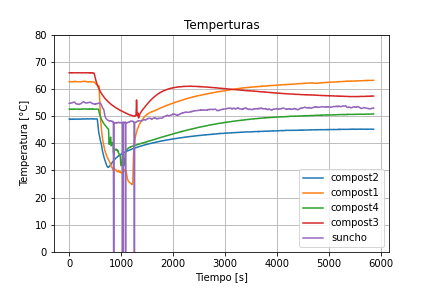 Temperturas
80
70
60
50
40
30
20
10
0
Temperatura [°C]
0 1000 2000 3000 4000 5000 6000
Tiempo [s]
compost2
compost1
compost4
compost3
suncho